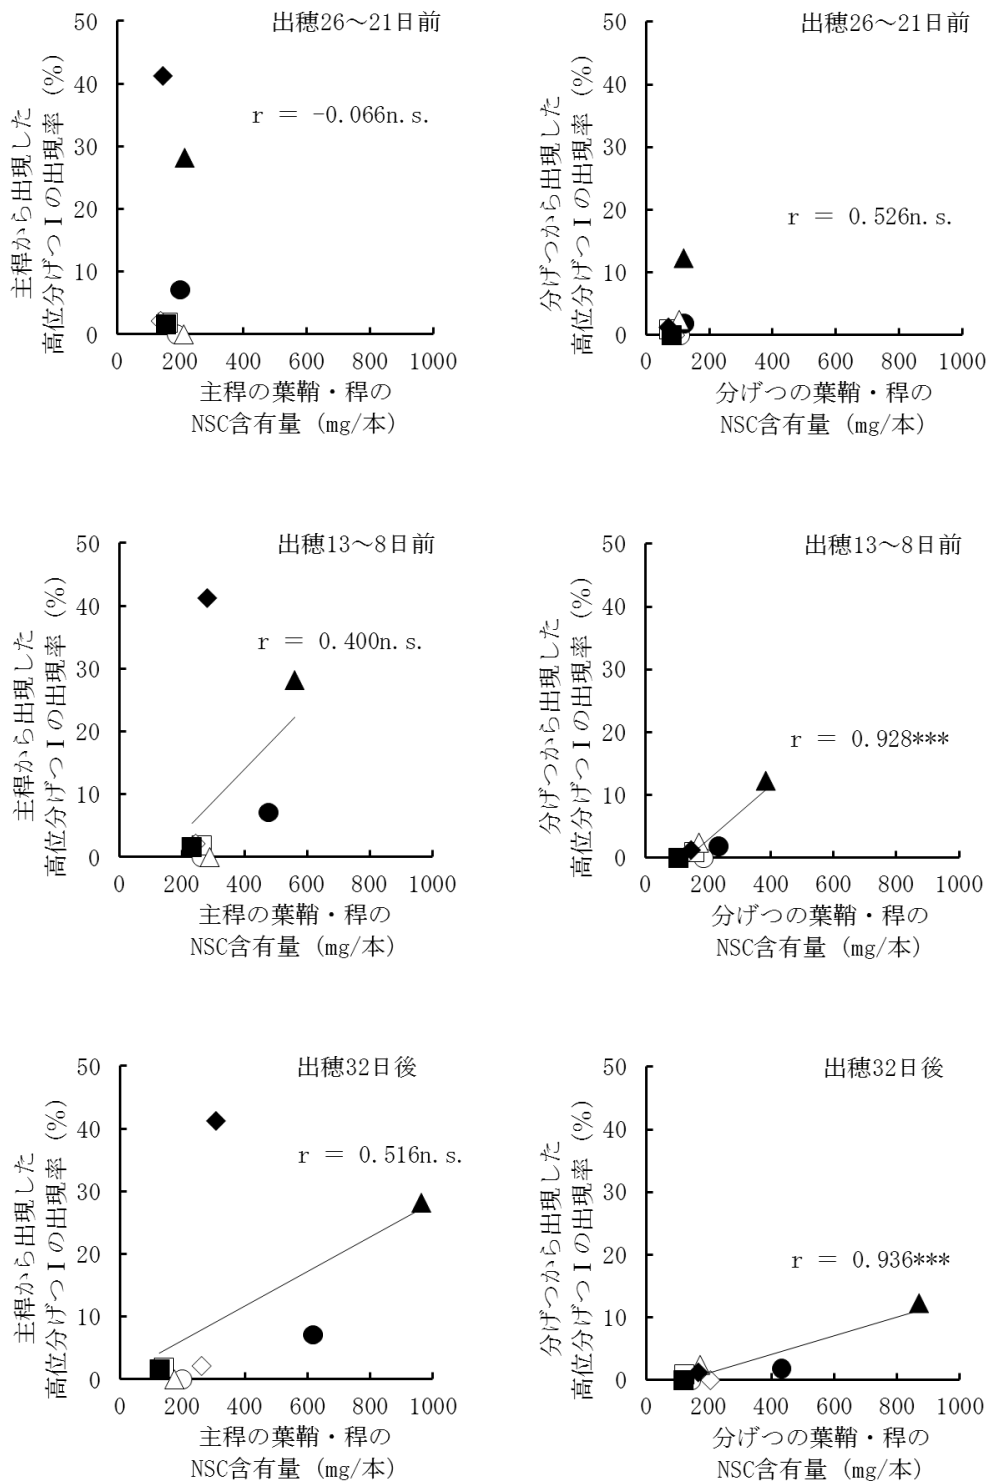 出穂26～21日前
r = -0.066n.s.
50
40
30
20
10
0
0 200 400 600 800 1000
主稈から出現した
高位分げつⅠの出現率 (%)
主稈の葉鞘・稈の
NSC含有量 (mg/本)
出穂26～21日前
r = 0.526n.s.
50
40
30
20
10
0
0 200 400 600 800 1000
分げつから出現した
高位分げつⅠの出現率 (%)
分げつの葉鞘・稈の
NSC含有量 (mg/本)
出穂13～8日前
r = 0.400n.s.
50
40
30
20
10
0
0 200 400 600 800 1000
主稈から出現した
高位分げつⅠの出現率 (%)
主稈の葉鞘・稈の
NSC含有量 (mg/本)
出穂13～8日前
r = 0.928***
50
40
30
20
10
0
0 200 400 600 800 1000
分げつから出現した
高位分げつⅠの出現率 (%)
分げつの葉鞘・稈の
NSC含有量 (mg/本)
出穂32日後
r = 0.516n.s.
50
40
30
20
10
0
0 200 400 600 800 1000
主稈から出現した
高位分げつⅠの出現率 (%)
主稈の葉鞘・稈の
NSC含有量 (mg/本)
出穂32日後
r = 0.936***
50
40
30
20
10
0
0 200 400 600 800 1000
分げつから出現した
高位分げつⅠの出現率 (%)
分げつの葉鞘・稈の
NSC含有量 (mg/本)